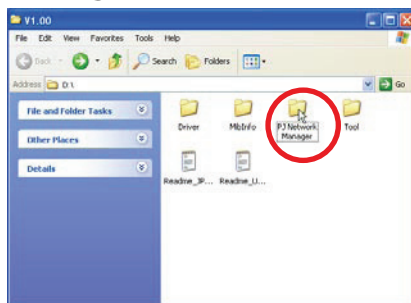 V1.00
File Edit View Favorites Tools Help
Back Search Folders
Address D:\ Go
File and Folder Tasks
Other Places
Details
Driver MibInfo PJ Network Manager Tool
Readme_JP... Readme_U...